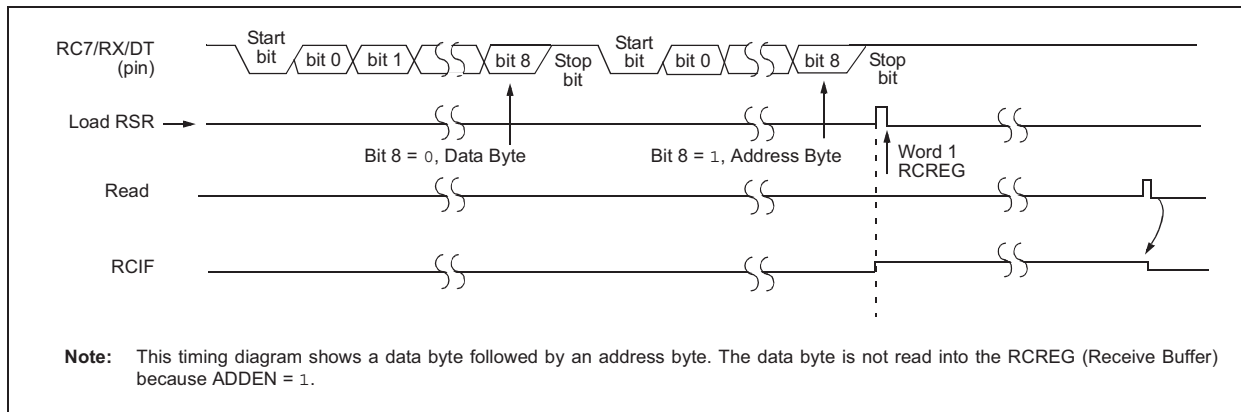 RC7/RX/DT
(pin)
Start
bit
bit 0
bit 1
bit 8
Stop
bit
Start
bit
bit 0
bit 8
Stop
bit
Load RSR
Bit 8 = 0, Data Byte
Bit 8 = 1, Address Byte
Word 1
RCREG
Read
RCIF
Note: This timing diagram shows a data byte followed by an address byte. The data byte is not read into the RCREG (Receive Buffer)
because ADDEN = 1.